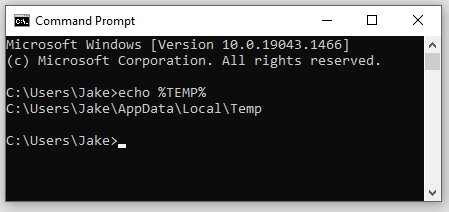 Command Prompt
Microsoft Windows [Version 10.0.19043.1466]
(c) Microsoft Corporation. All rights reserved.
C:\Users\Jake>echo %TEMP%
C:\Users\Jake\AppData\Local\Temp
C:\Users\Jake>